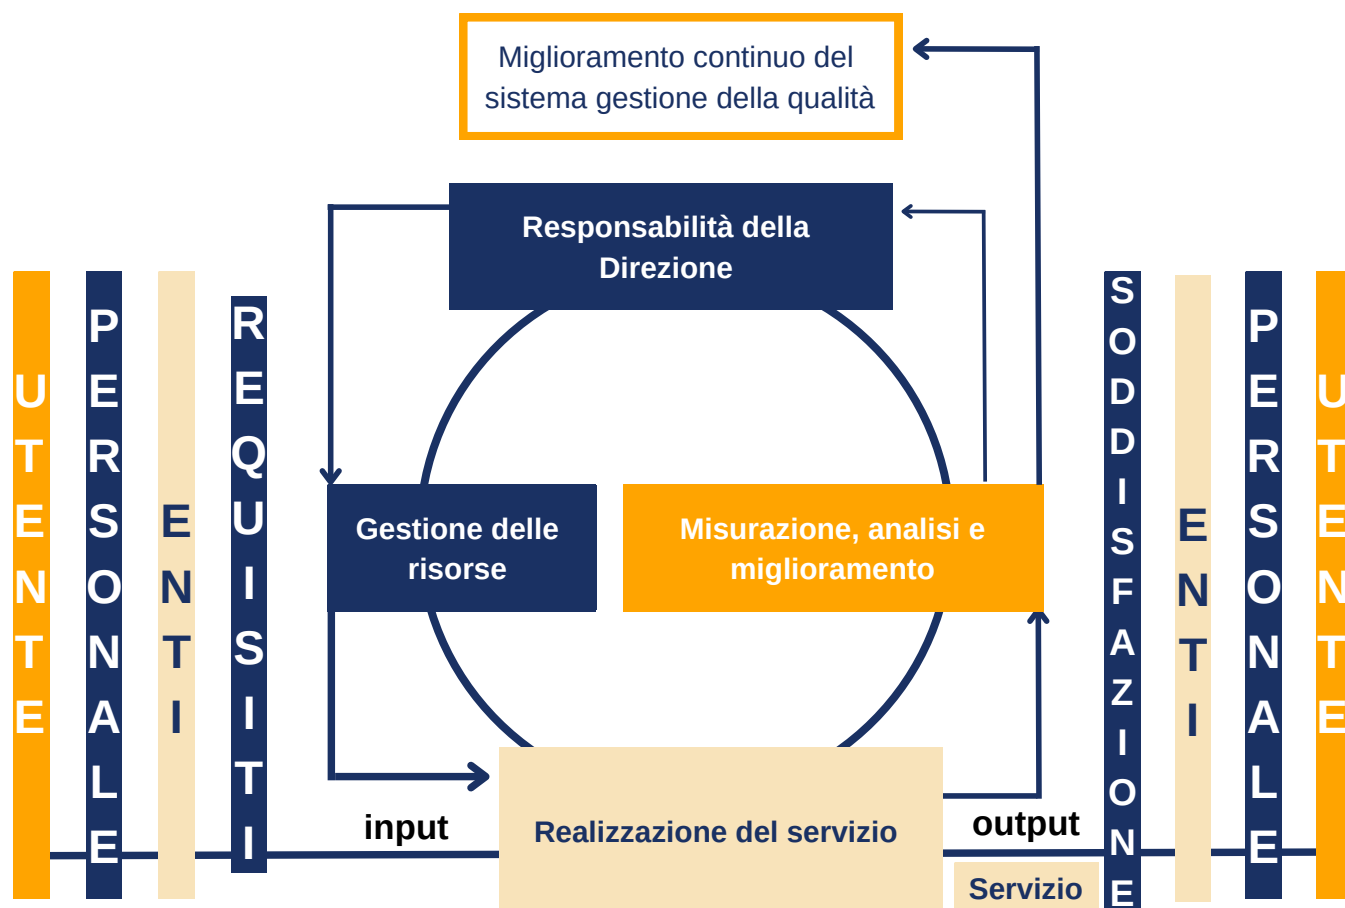 Miglioramento continuo del
sistema gestione della qualità
Responsabilità della
Direzione
UTENTE
PERSONALE
ENTI
REQUISITI
Gestione delle
risorse
Misurazione, analisi e
miglioramento
SODDISFAZIONE
ENTI
PERSONALE
UTENTE
input
Realizzazione del servizio
output
Servizio